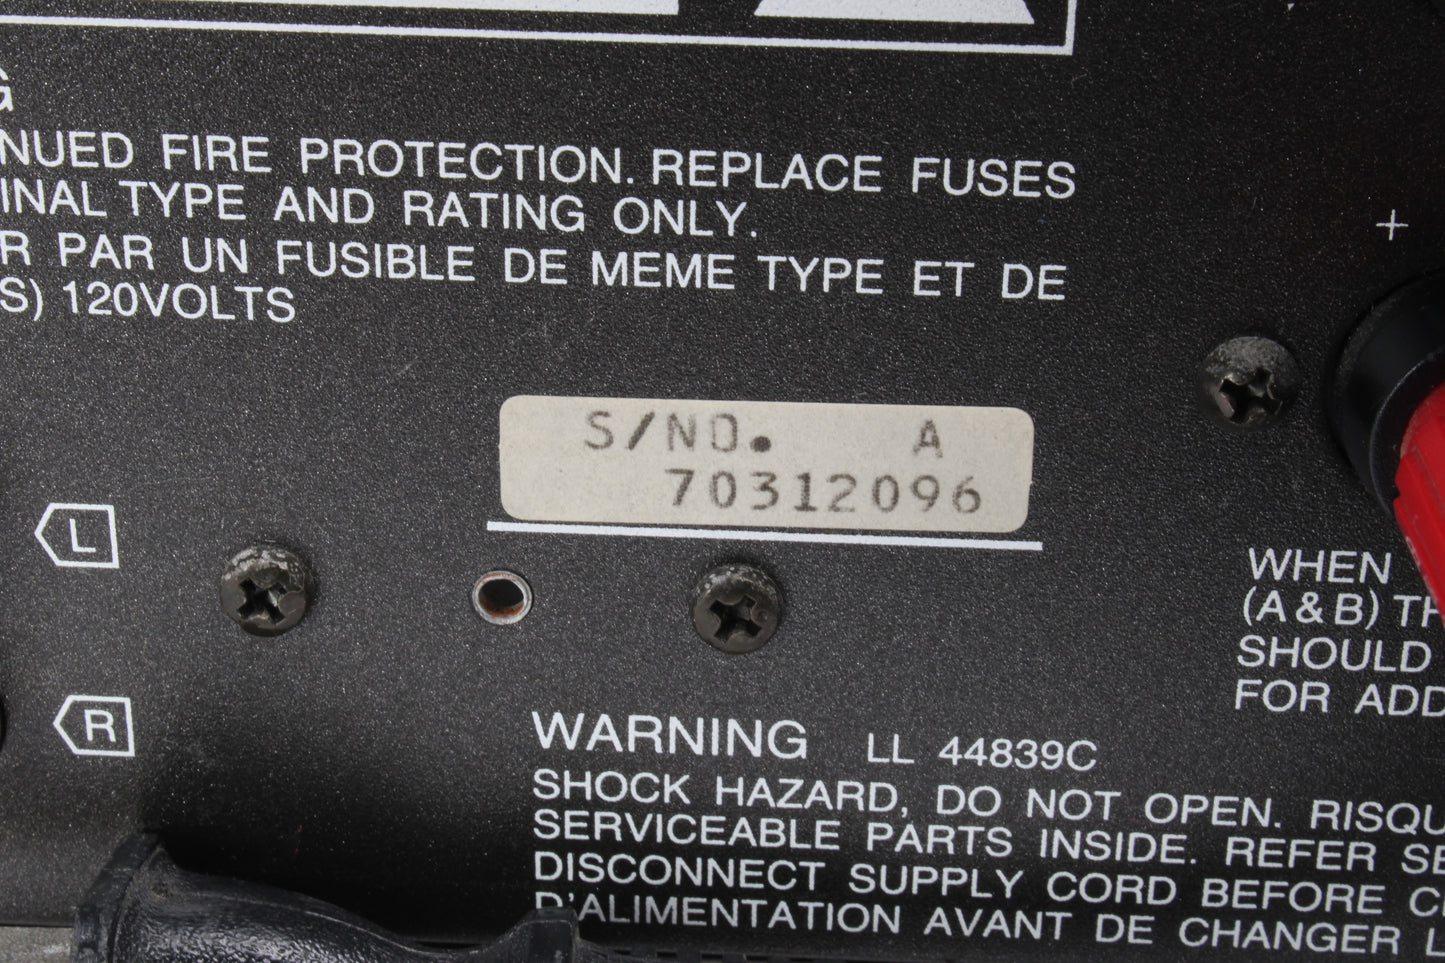 G
NUED FIRE PROTECTION. REPLACE FUSES
INAL TYPE AND RATING ONLY.
R PAR UN FUSIBLE DE MEME TYPE ET DE
S) 120VOLTS
+
S/NO. A
70312096
L
R
WHEN
(A & B) TH
SHOULD
FOR ADD
WARNING LL 44839C
SHOCK HAZARD, DO NOT OPEN. RISQU
SERVICEABLE PARTS INSIDE. REFER SE
DISCONNECT SUPPLY CORD BEFORE C
D'ALIMENTATION AVANT DE CHANGER L